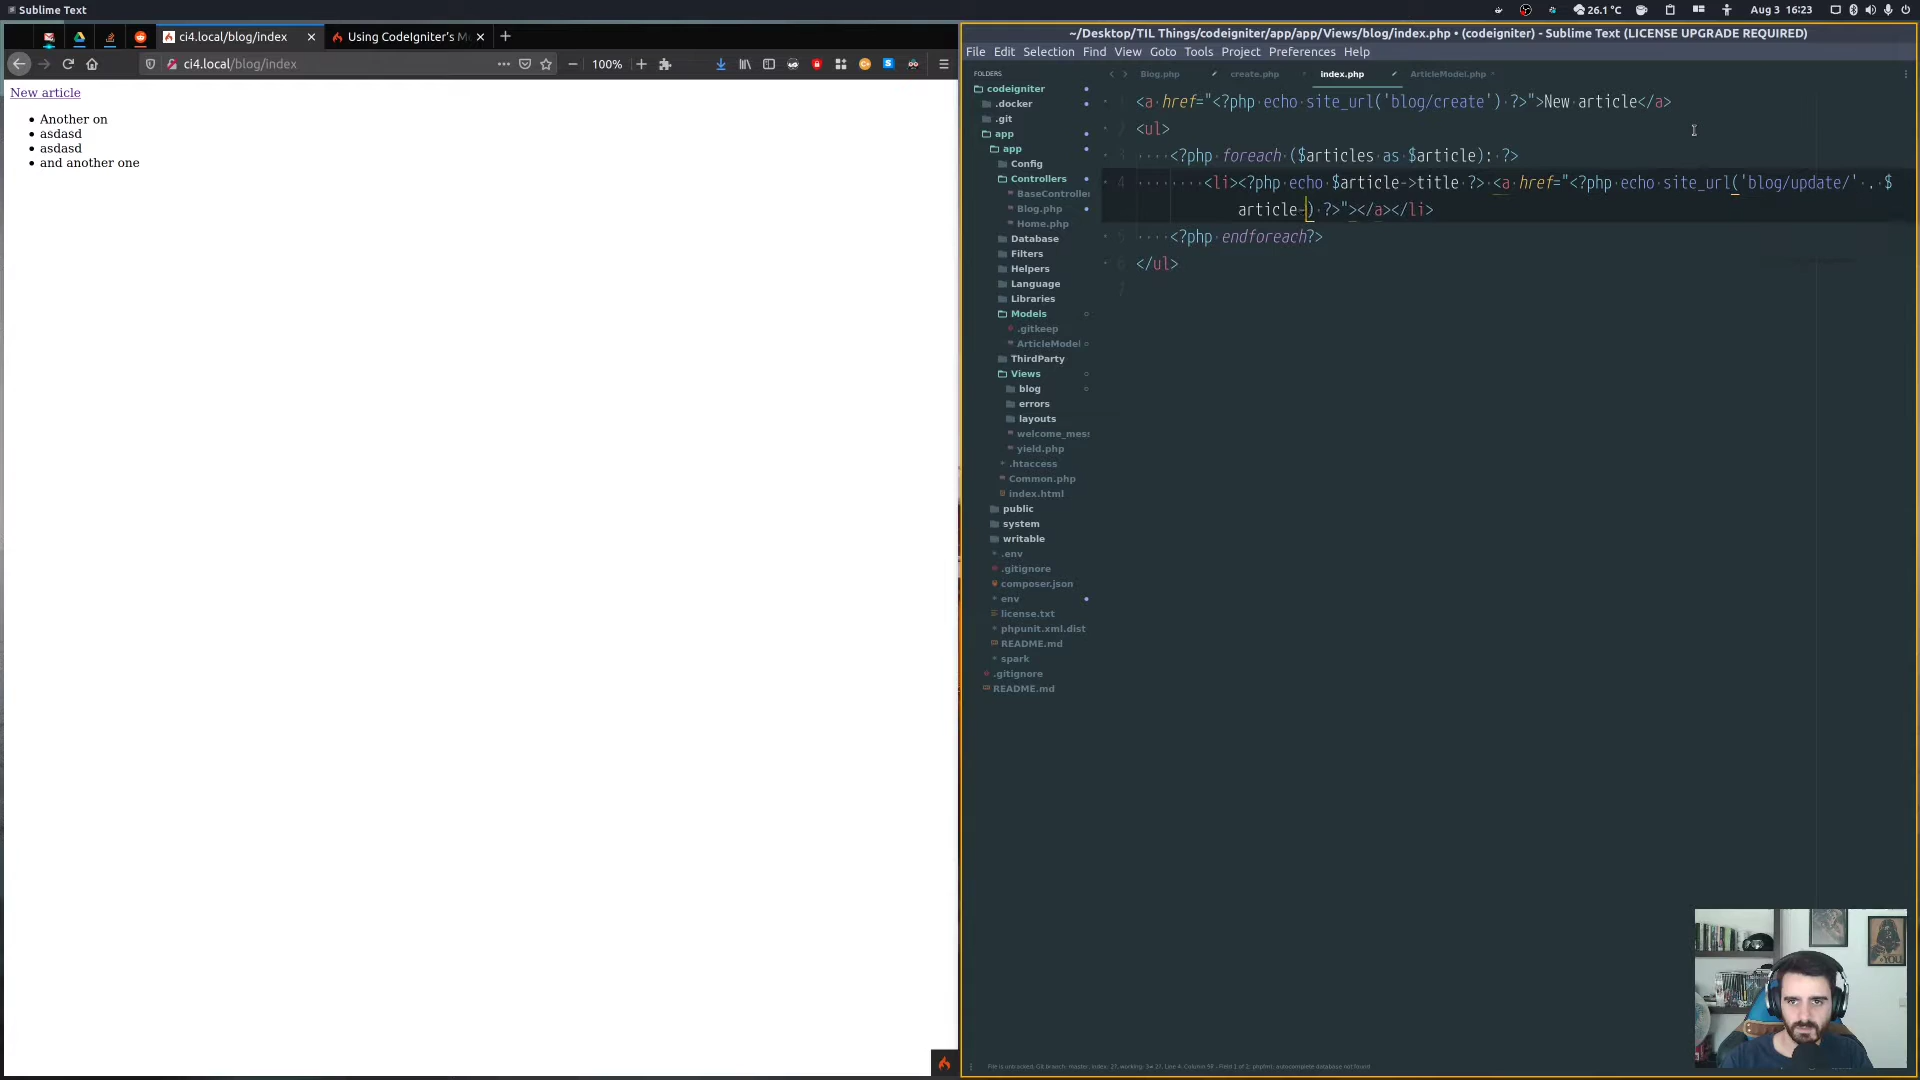 Sublime Text
26.1 °C
Aug 3 16:23
ci4.local/blog/index
Using CodeIgniter's M
ci4.local/blog/index
100%
New article
Another on
asdasd
asdasd
and another one
~/Desktop/TIL Things/codeigniter/app/app/Views/blog/index.php • (codeigniter) - Sublime Text (LICENSE UPGRADE REQUIRED)
File Edit Selection Find View Goto Tools Project Preferences Help
FOLDERS
codeigniter
.docker
.git
app
app
Config
Controllers
BaseControlle
Blog.php
Home.php
Database
Filters
Helpers
Language
Libraries
Models
.gitkeep
ArticleModel
ThirdParty
Views
blog
errors
layouts
welcome_mes
yield.php
.htaccess
Common.php
index.html
public
system
writable
.env
.gitignore
composer.json
env
license.txt
phpunit.xml.dist
README.md
spark
.gitignore
README.md
Blog.php
create.php
index.php
ArticleModel.php
<a href="<?php echo site_url('blog/create') ?>">New article</a>
2 <ul>
3 <?php foreach ($articles as $article): ?>
4 <li><?php echo $article->title ?> <a href="<?php echo site_url('blog/update/' . $
article-) ?>"></a></li>
5 <?php endforeach?>
6 </ul>
7